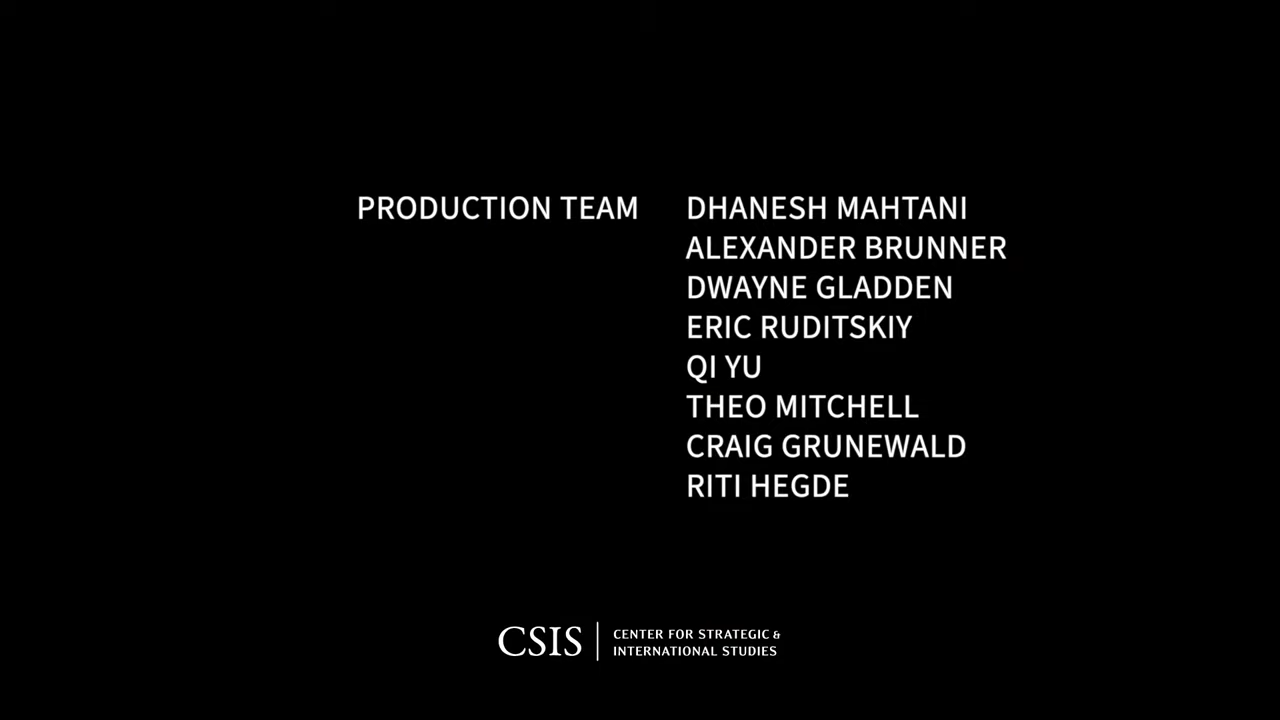 PRODUCTION TEAM DHANESH MAHTANI
ALEXANDER BRUNNER
DWAYNE GLADDEN
ERIC RUDITSKIY
QI YU
THEO MITCHELL
CRAIG GRUNEWALD
RITI HEGDE
CSIS CENTER FOR STRATEGIC &
INTERNATIONAL STUDIES